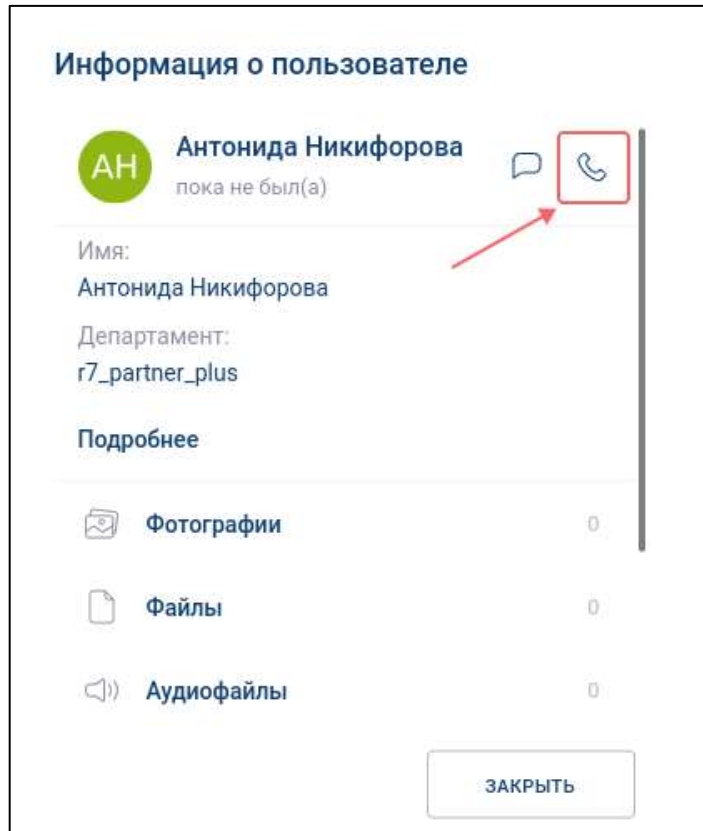 Информация о пользователе
АН
Антонида Никифорова
пока не был(а)
Имя:
Антонида Никифорова
Департамент:
r7_partner_plus
Подробнее
Фотографии 0
Файлы 0
Аудиофайлы 0
ЗАКРЫТЬ